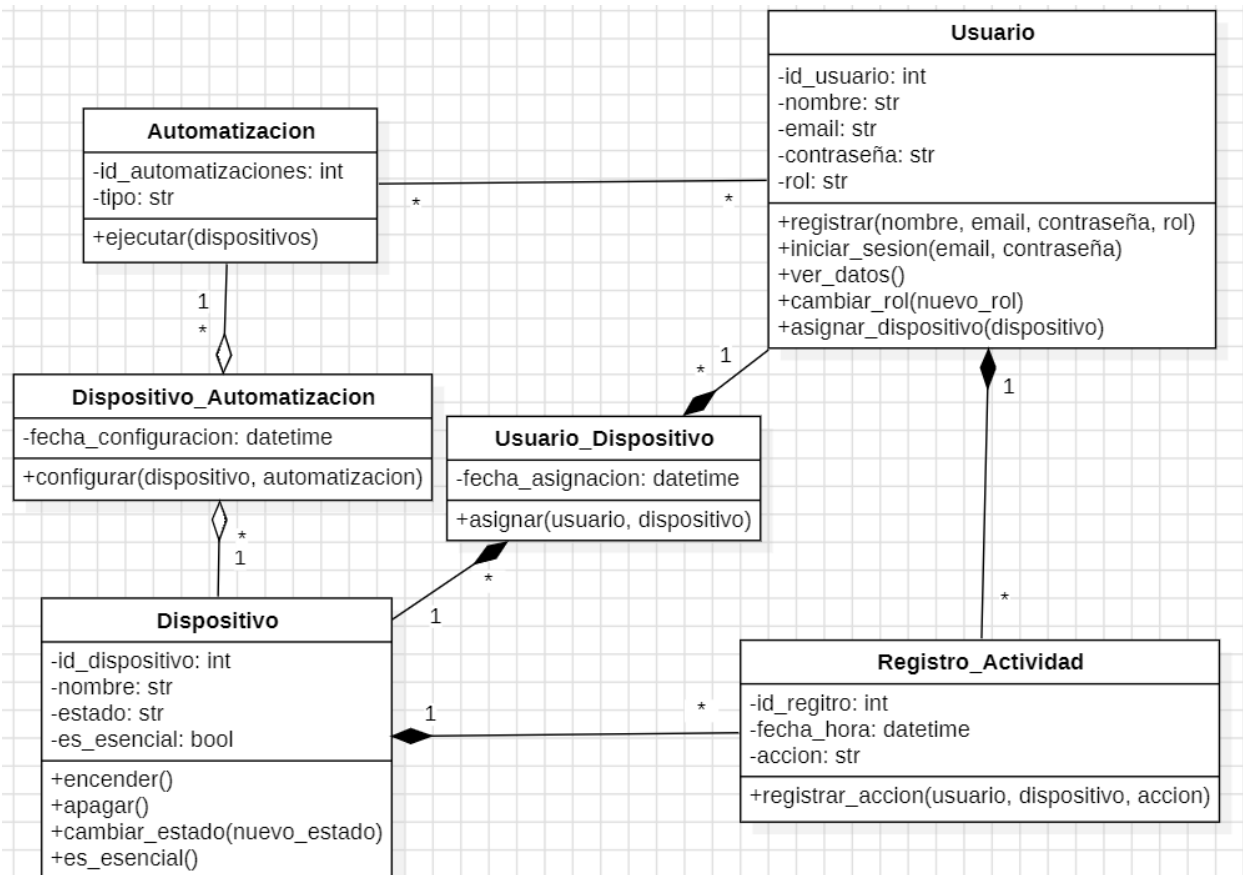 Usuario
-id_usuario: int
-nombre: str
-email: str
-contraseña: str
-rol: str
+registrar(nombre, email, contraseña, rol)
+iniciar_sesion(email, contraseña)
+ver_datos()
+cambiar_rol(nuevo_rol)
+asignar_dispositivo(dispositivo)
Automatizacion
-id_automatizaciones: int
-tipo: str
+ejecutar(dispositivos)
*
*
1
*
1
*
1
Dispositivo_Automatizacion
-fecha_configuracion: datetime
+configurar(dispositivo, automatizacion)
Usuario_Dispositivo
-fecha_asignacion: datetime
+asignar(usuario, dispositivo)
*
1
*
1
*
Dispositivo
-id_dispositivo: int
-nombre: str
-estado: str
-es_esencial: bool
+encender()
+apagar()
+cambiar_estado(nuevo_estado)
+es_esencial()
1
*
Registro_Actividad
-id_regitro: int
-fecha_hora: datetime
-accion: str
+registrar_accion(usuario, dispositivo, accion)